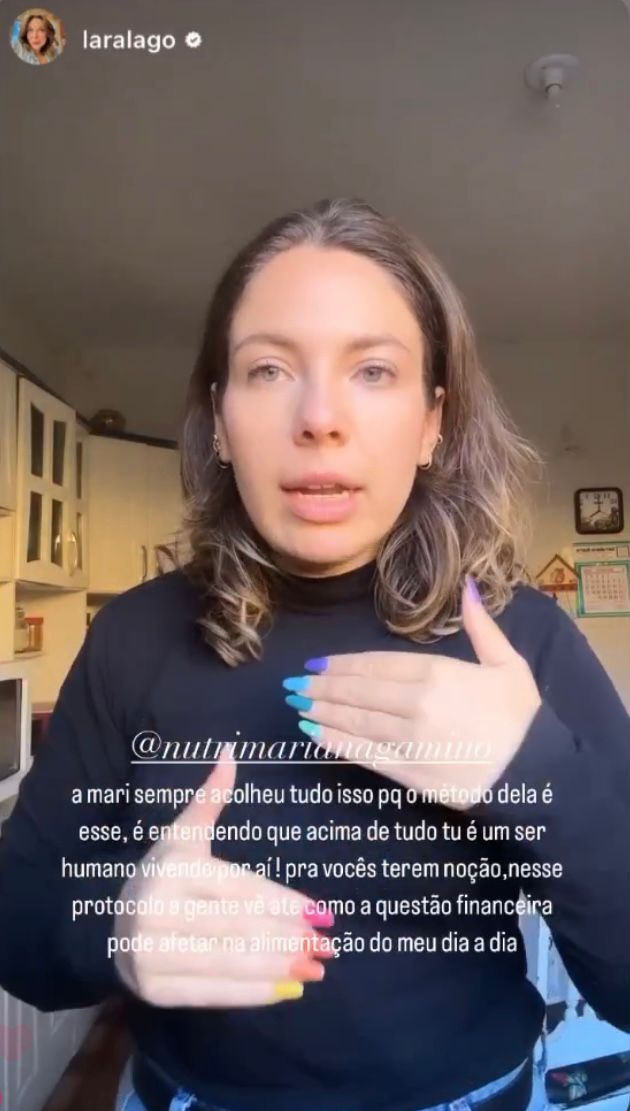 laralago
@nutrimarianagamino
a mari sempre acolheu tudo isso pq o método dela é
esse, é entendendo que acima de tudo tu é um ser
humano vivendo por aí! pra vocês terem noção,nesse
protocolo a gente vê até como a questão financeira
pode afetar na alimentação do meu dia a dia